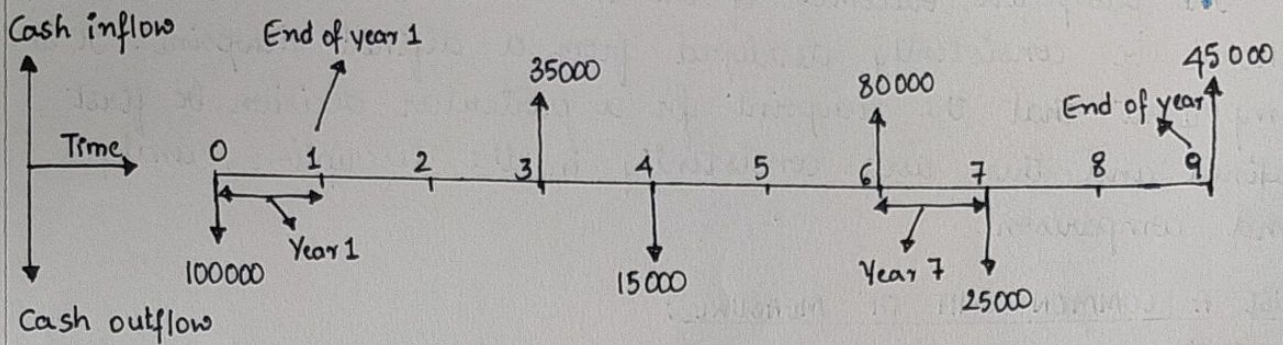 Cash inflow
End of year 1
35000
80000
45000
End of year
Time
0 1 2 3 4 5 6 7 8 9
Year 1
100000
15000
Year 7
25000
Cash outflow